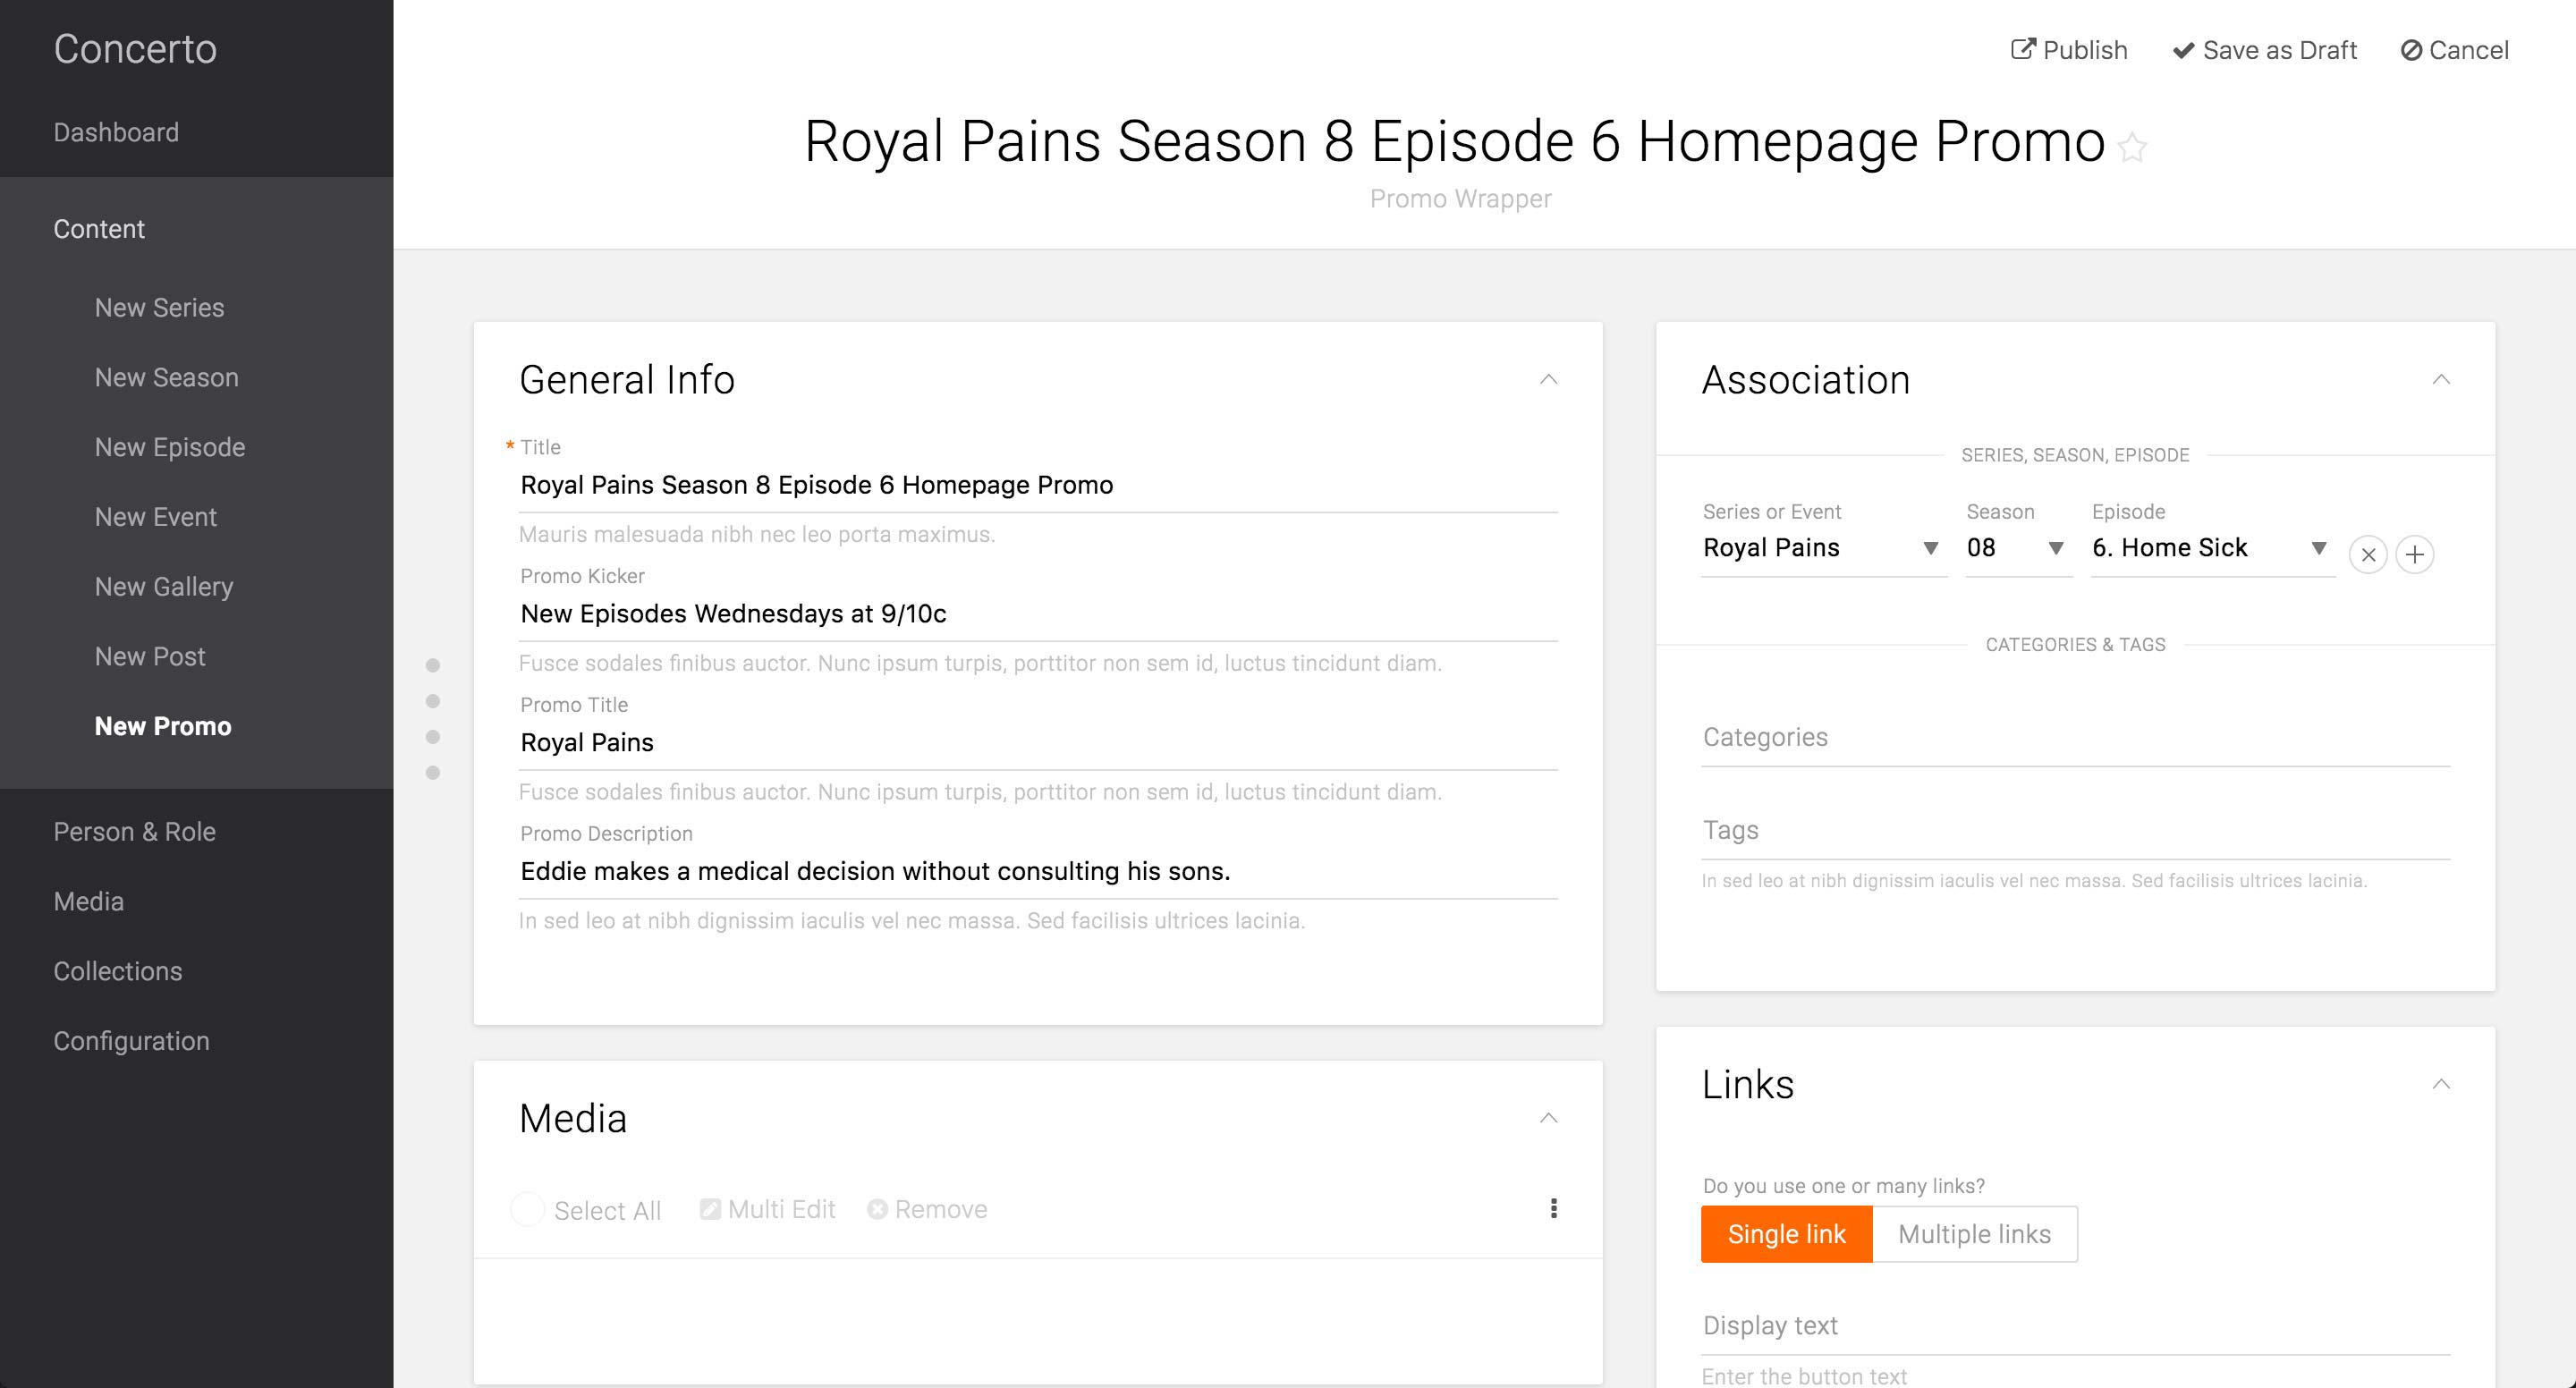 Concerto
Dashboard
Content
New Series
New Season
New Episode
New Event
New Gallery
New Post
New Promo
Person & Role
Media
Collections
Configuration
Publish
Save as Draft
Cancel
Royal Pains Season 8 Episode 6 Homepage Promo
Promo Wrapper
General Info
* Title
Royal Pains Season 8 Episode 6 Homepage Promo
Mauris malesuada nibh nec leo porta maximus.
Promo Kicker
New Episodes Wednesdays at 9/10c
Fusce sodales finibus auctor. Nunc ipsum turpis, porttitor non sem id, luctus tincidunt diam.
Promo Title
Royal Pains
Fusce sodales finibus auctor. Nunc ipsum turpis, porttitor non sem id, luctus tincidunt diam.
Promo Description
Eddie makes a medical decision without consulting his sons.
In sed leo at nibh dignissim iaculis vel nec massa. Sed facilisis ultrices lacinia.
Media
Select All Multi Edit Remove
Association
SERIES, SEASON, EPISODE
Series or Event Season Episode
Royal Pains 08 6. Home Sick
CATEGORIES & TAGS
Categories
Tags
In sed leo at nibh dignissim iaculis vel nec massa. Sed facilisis ultrices lacinia.
Links
Do you use one or many links?
Single link Multiple links
Display text
Enter the button text